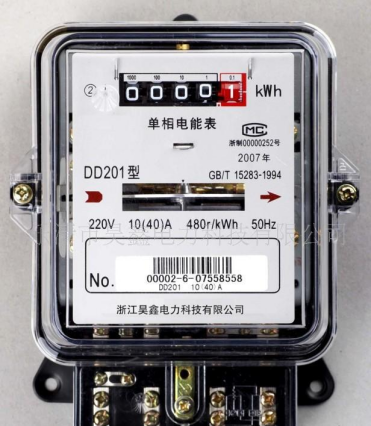 1000 100 10 1 0.1
② 0 0 0 0 1 kWh
单相电能表
MC
浙制00000252号
2007年
DD201型
GB/T 15283-1994
220V 10(40)A 480r/kWh 50Hz
No.
00002-6-07558558
DD201 10(40)A
浙江昊鑫电力科技有限公司